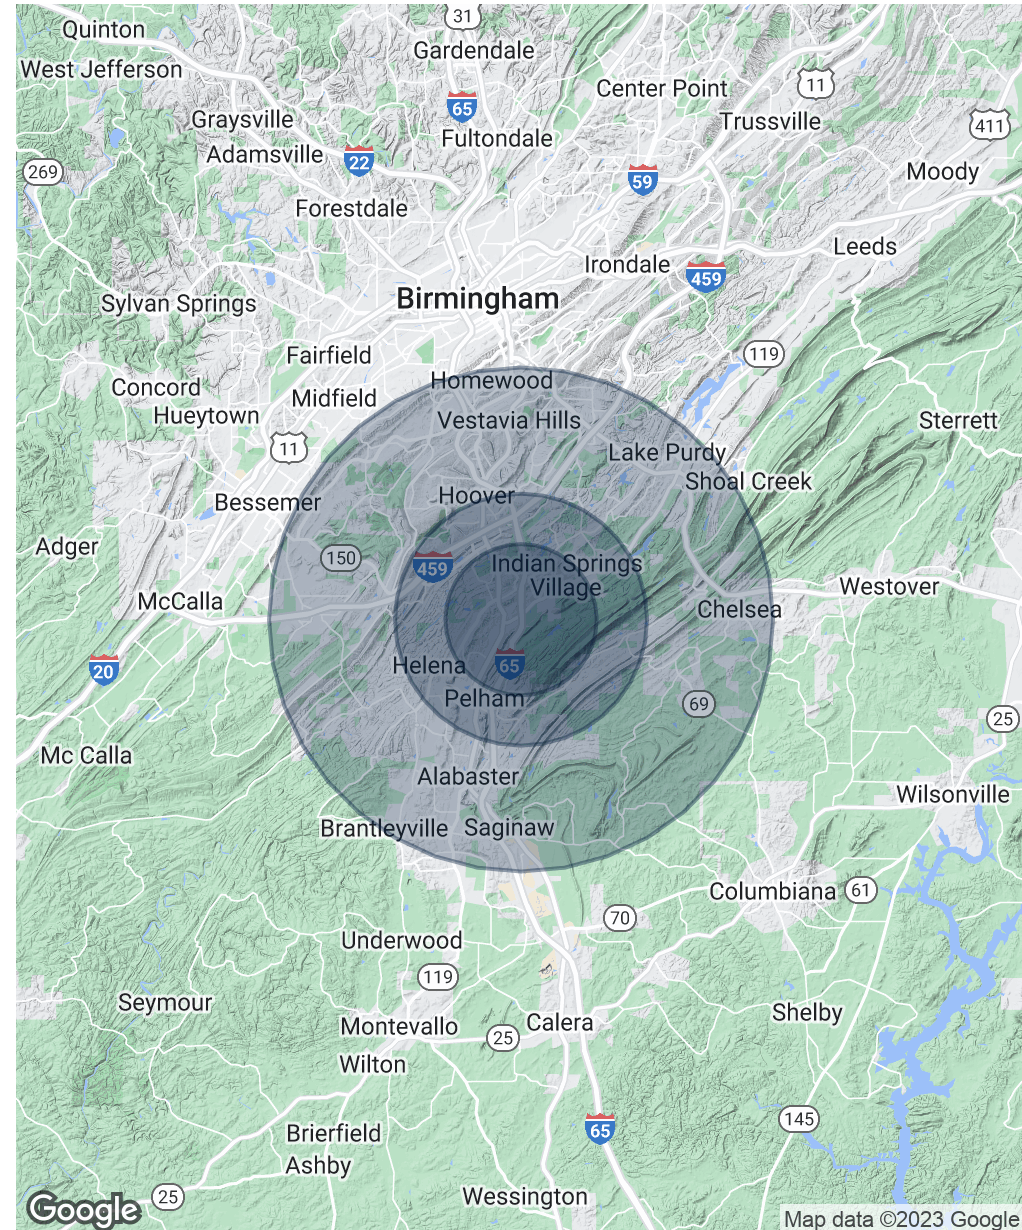 31
Quinton
Gardendale
West Jefferson
11
Center Point
65
Graysville
Trussville
411
Fultondale
Adamsville
22
269
59
Moody
Forestdale
Leeds
Irondale
459
Birmingham
Sylvan Springs
Fairfield
119
Homewood
Concord
Midfield
Hueytown
Vestavia Hills
Sterrett
11
Lake Purdy
Shoal Creek
Hoover
Bessemer
Adger
150
459
Indian Springs
Village
Westover
McCalla
Chelsea
Helena
65
20
Pelham
69
25
Mc Calla
Alabaster
Wilsonville
Brantleyville
Saginaw
Columbiana
61
70
Underwood
119
Seymour
Shelby
Montevallo
Calera
25
Wilton
145
65
Brierfield
Ashby
25
Wessington
Google
Map data ©2023 Google